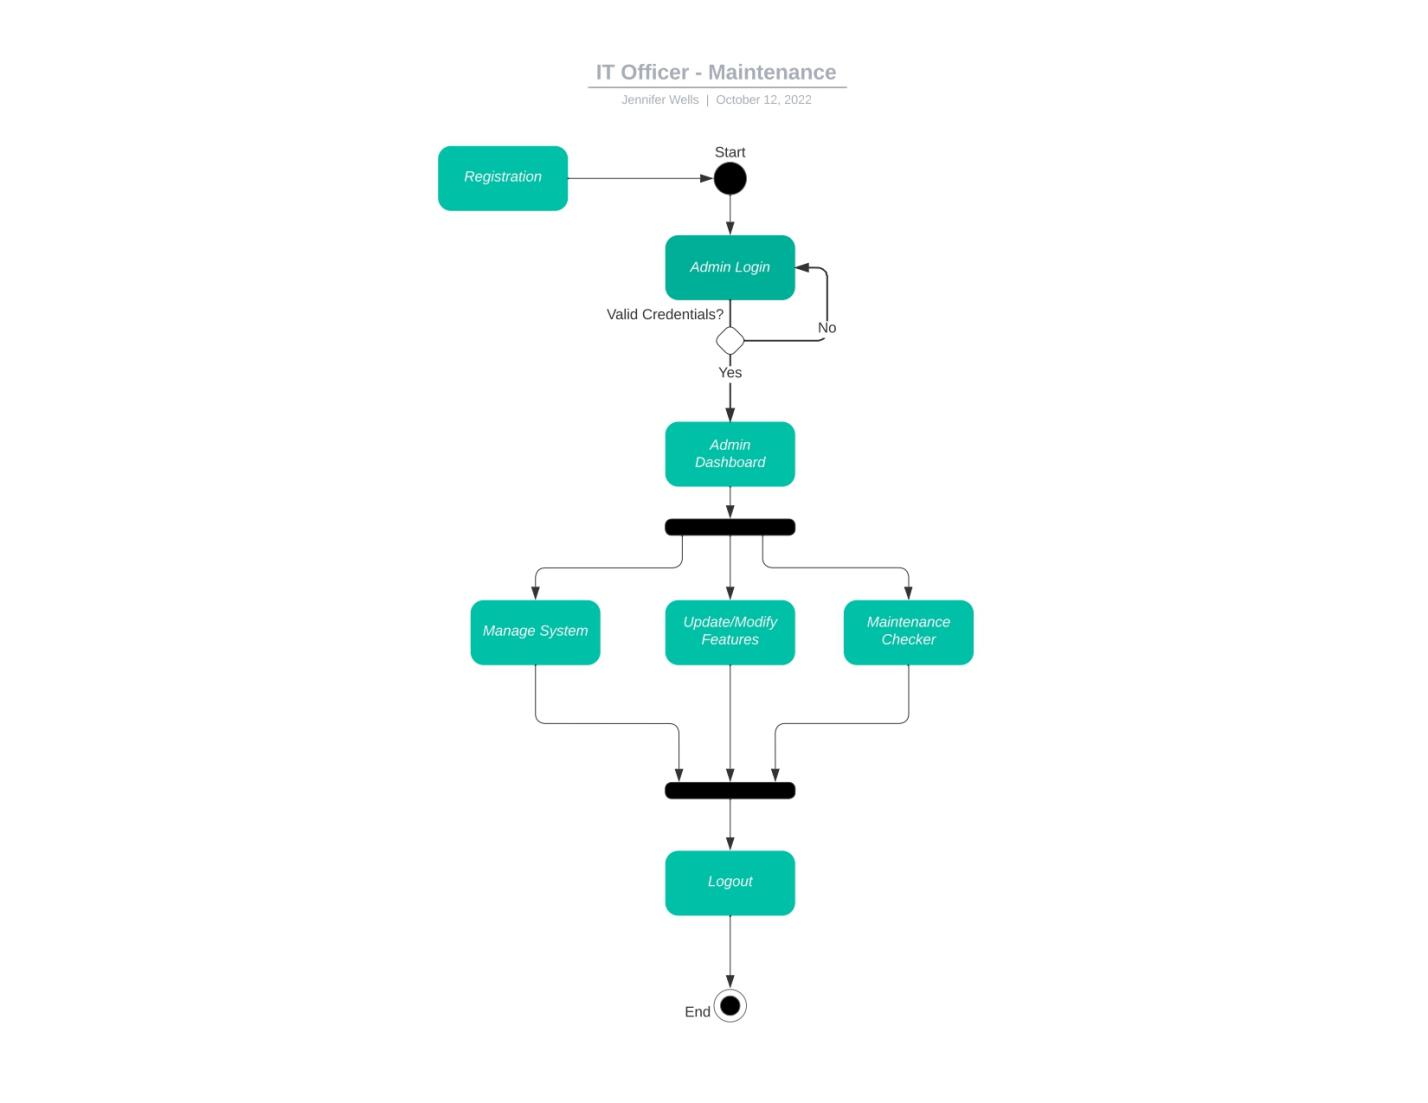 IT Officer - Maintenance
Jennifer Wells | October 12, 2022
Start
Registration
Admin Login
Valid Credentials?
No
Yes
Admin
Dashboard
Manage System
Update/Modify
Features
Maintenance
Checker
Logout
End